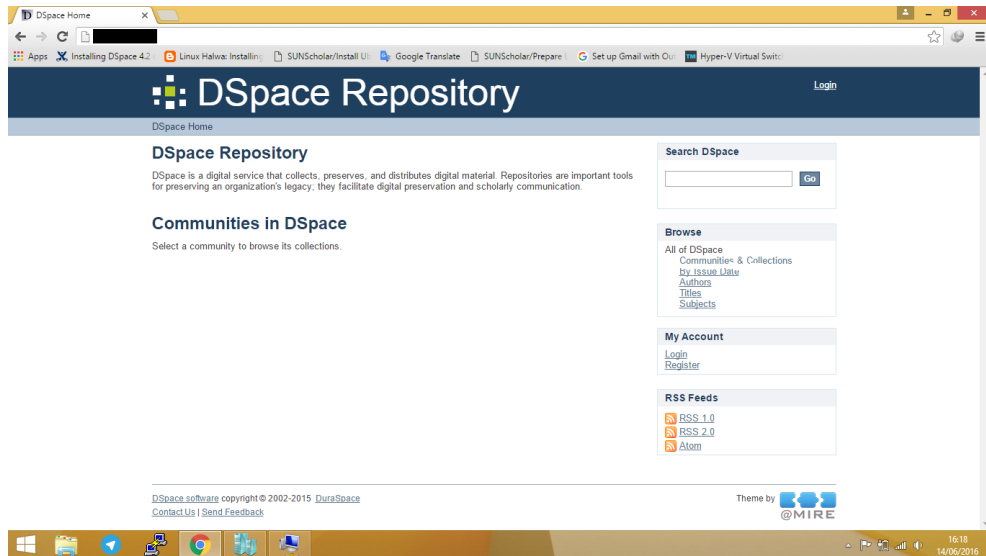 DSpace Home
Apps Installing DSpace 4.2 Linux Halwa: Installing SUNScholar/Install Ub Google Translate SUNScholar/Prepare U Set up Gmail with Out Hyper-V Virtual Switc
DSpace Repository
Login
DSpace Home
DSpace Repository
DSpace is a digital service that collects, preserves, and distributes digital material. Repositories are important tools
for preserving an organization's legacy; they facilitate digital preservation and scholarly communication.
Communities in DSpace
Select a community to browse its collections.
Search DSpace
Go
Browse
All of DSpace
Communities & Collections
By Issue Date
Authors
Titles
Subjects
My Account
Login
Register
RSS Feeds
RSS 1.0
RSS 2.0
Atom
DSpace software copyright © 2002-2015 DuraSpace
Contact Us | Send Feedback
Theme by
@MIRE
16:18
14/06/2016